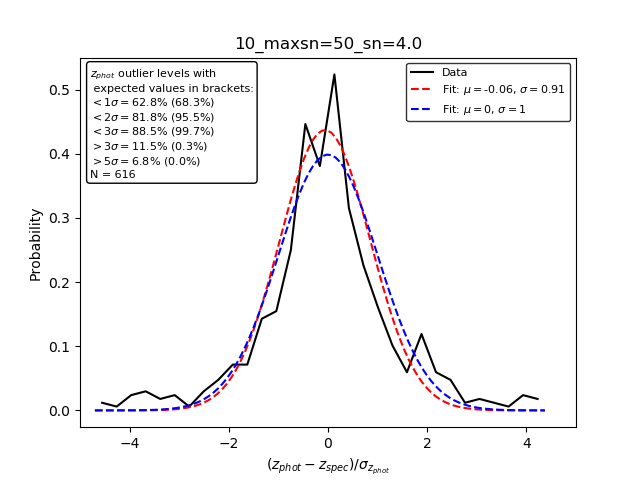 10_maxsn=50_sn=4.0
z_phot outlier levels with
expected values in brackets:
<1σ=62.8% (68.3%)
<2σ=81.8% (95.5%)
<3σ=88.5% (99.7%)
>3σ=11.5% (0.3%)
>5σ=6.8% (0.0%)
N = 616
Data
Fit: μ=-0.06, σ=0.91
Fit: μ=0, σ=1
Probability
0.5
0.4
0.3
0.2
0.1
0.0
−4 −2 0 2 4
(z_phot − z_spec)/σ_z_phot